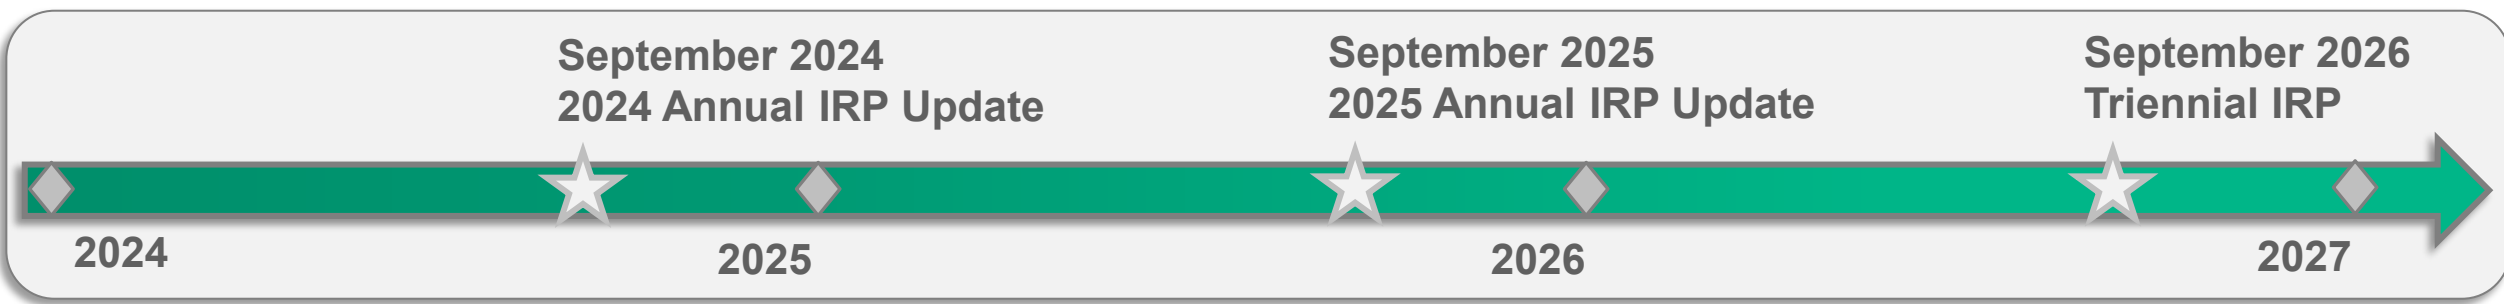 September 2024
2024 Annual IRP Update
September 2025
2025 Annual IRP Update
September 2026
Triennial IRP
2024
2025
2026
2027